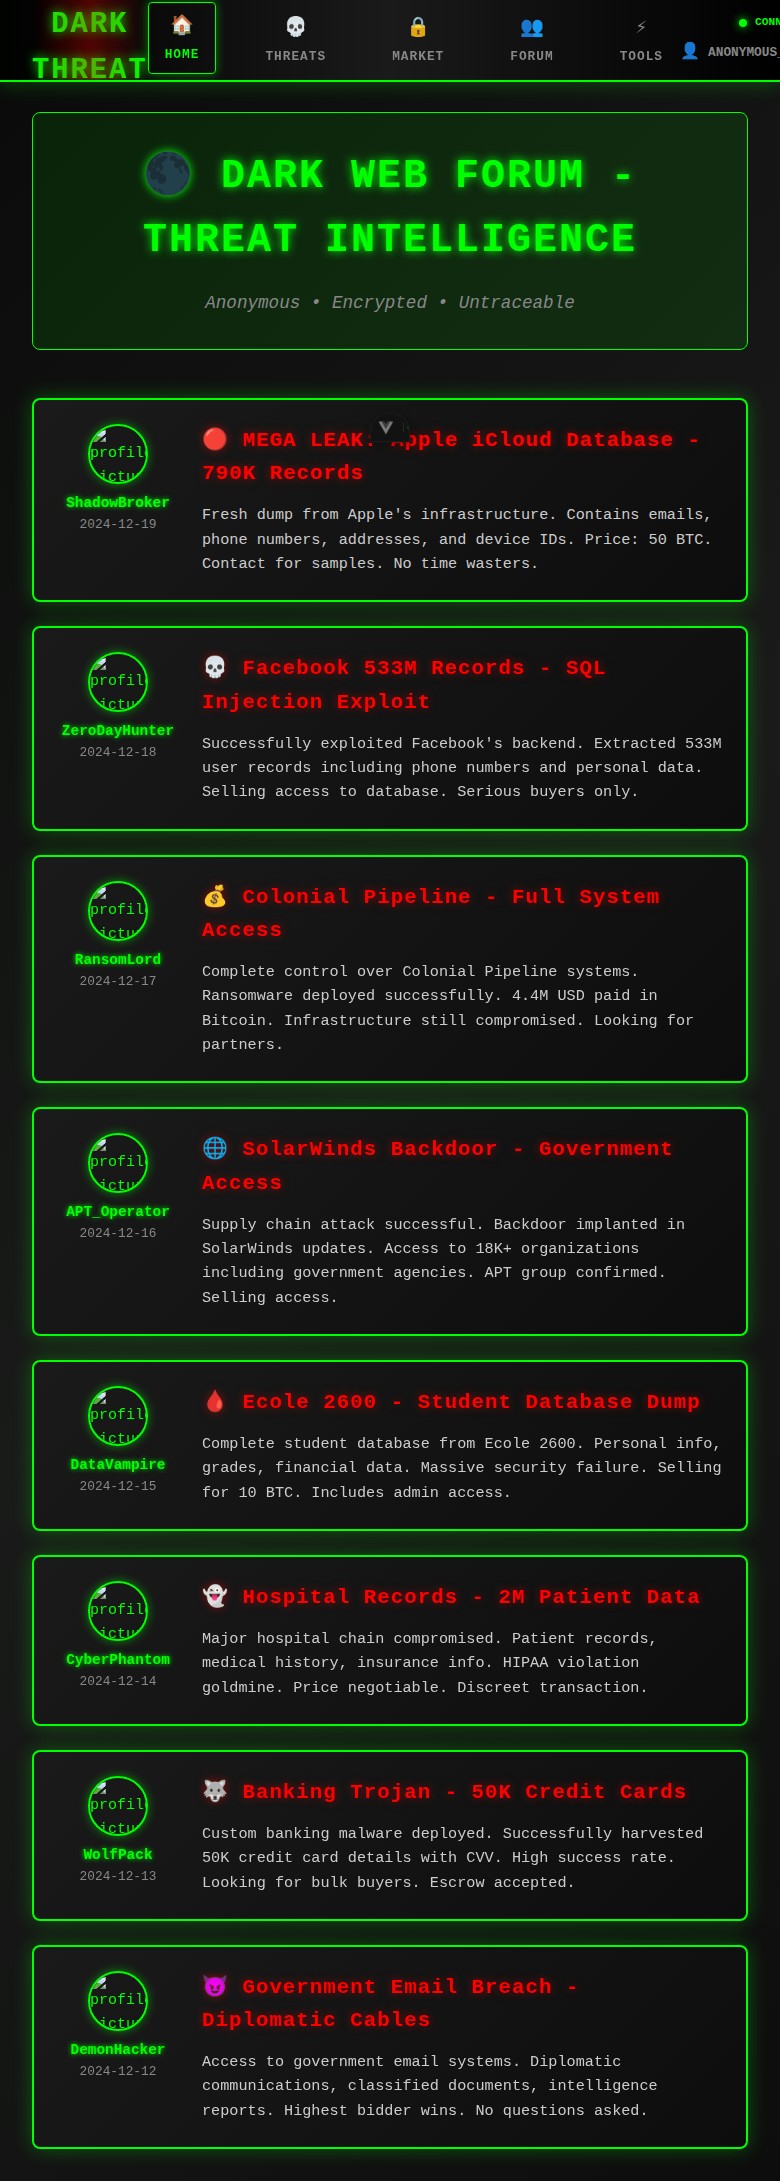 DARK
THREAT
HOME
THREATS
MARKET
FORUM
TOOLS
CONN
ANONYMOUS_
DARK WEB FORUM -
THREAT INTELLIGENCE
Anonymous • Encrypted • Untraceable
profil
ictu
ShadowBroker
2024-12-19
MEGA LEAK: Apple iCloud Database -
790K Records
Fresh dump from Apple's infrastructure. Contains emails,
phone numbers, addresses, and device IDs. Price: 50 BTC.
Contact for samples. No time wasters.
profil
ictu
ZeroDayHunter
2024-12-18
Facebook 533M Records - SQL
Injection Exploit
Successfully exploited Facebook's backend. Extracted 533M
user records including phone numbers and personal data.
Selling access to database. Serious buyers only.
profil
ictu
RansomLord
2024-12-17
Colonial Pipeline - Full System
Access
Complete control over Colonial Pipeline systems.
Ransomware deployed successfully. 4.4M USD paid in
Bitcoin. Infrastructure still compromised. Looking for
partners.
profil
ictu
APT_Operator
2024-12-16
SolarWinds Backdoor - Government
Access
Supply chain attack successful. Backdoor implanted in
SolarWinds updates. Access to 18K+ organizations
including government agencies. APT group confirmed.
Selling access.
profil
ictu
DataVampire
2024-12-15
Ecole 2600 - Student Database Dump
Complete student database from Ecole 2600. Personal info,
grades, financial data. Massive security failure. Selling
for 10 BTC. Includes admin access.
profil
ictu
CyberPhantom
2024-12-14
Hospital Records - 2M Patient Data
Major hospital chain compromised. Patient records,
medical history, insurance info. HIPAA violation
goldmine. Price negotiable. Discreet transaction.
profil
ictu
WolfPack
2024-12-13
Banking Trojan - 50K Credit Cards
Custom banking malware deployed. Successfully harvested
50K credit card details with CVV. High success rate.
Looking for bulk buyers. Escrow accepted.
profil
ictu
DemonHacker
2024-12-12
Government Email Breach -
Diplomatic Cables
Access to government email systems. Diplomatic
communications, classified documents, intelligence
reports. Highest bidder wins. No questions asked.